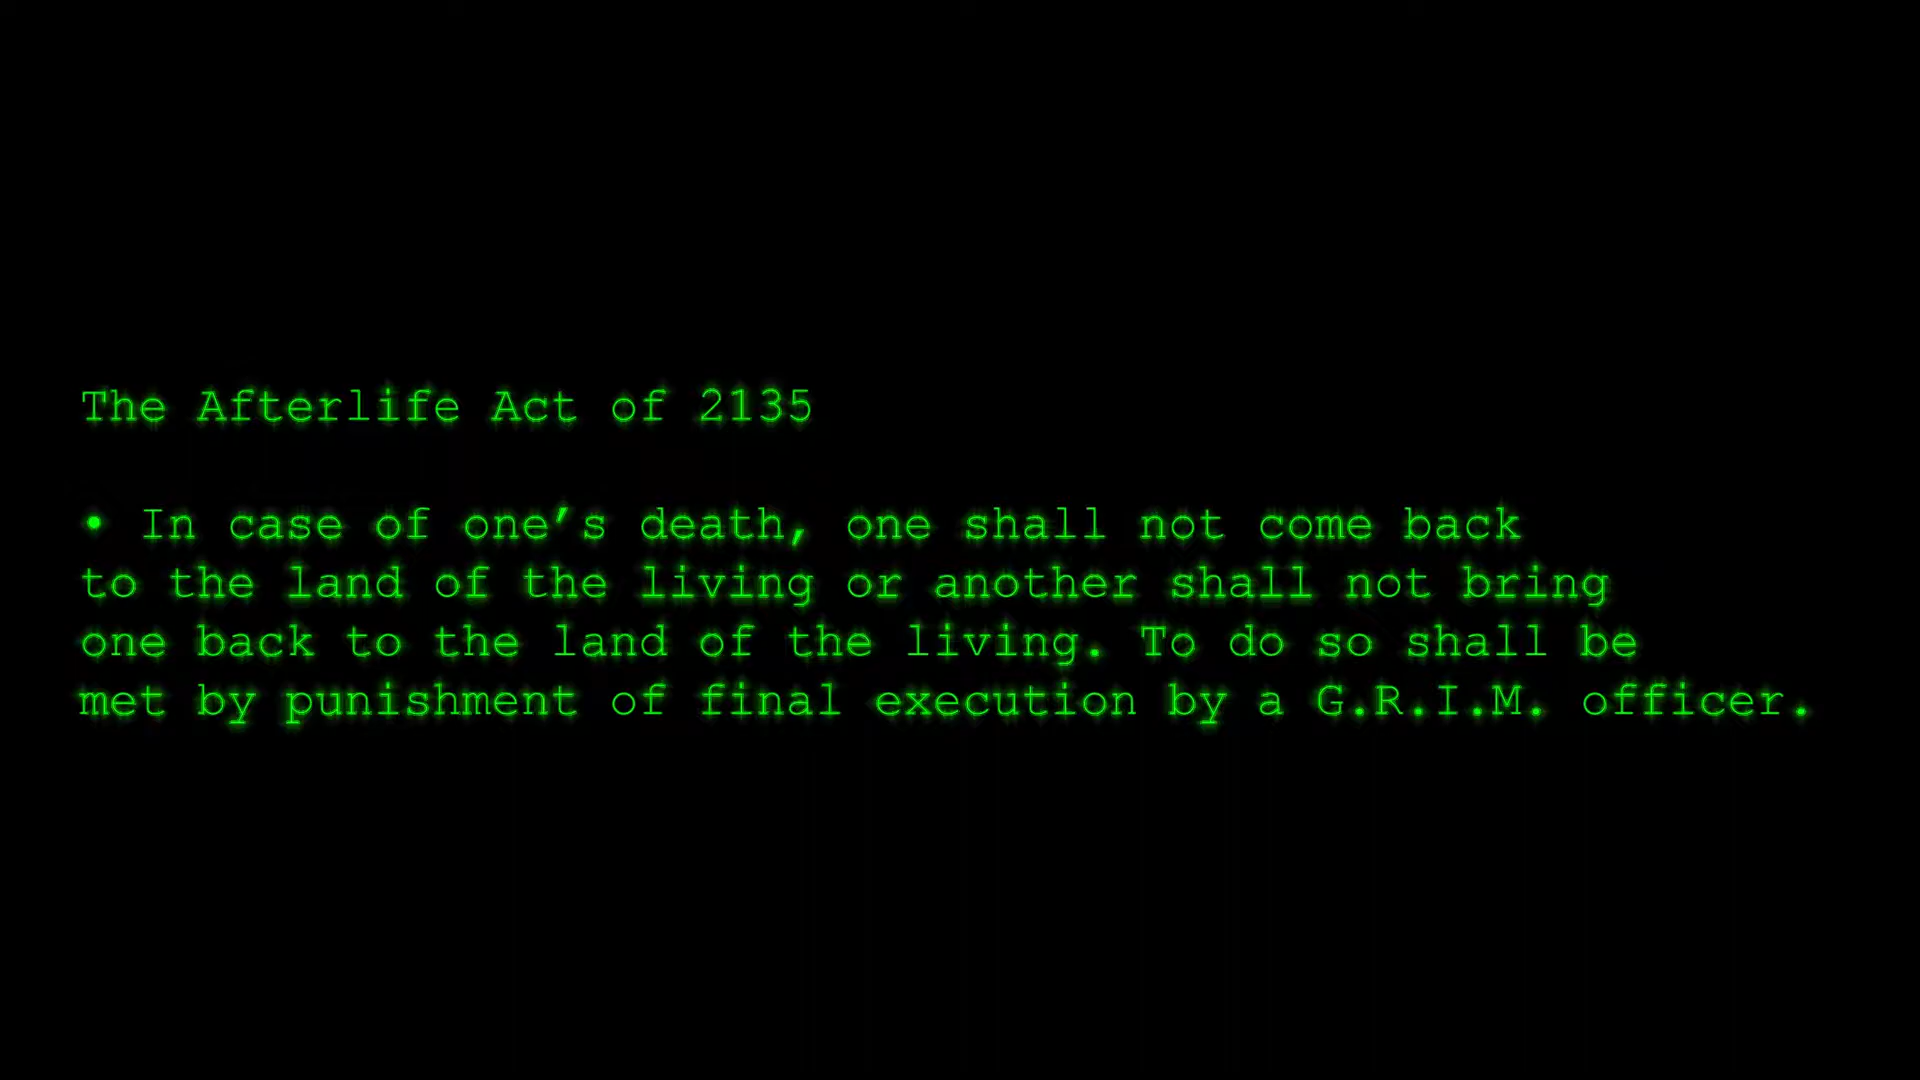 The Afterlife Act of 2135
• In case of one’s death, one shall not come back
to the land of the living or another shall not bring
one back to the land of the living. To do so shall be
met by punishment of final execution by a G.R.I.M. officer.